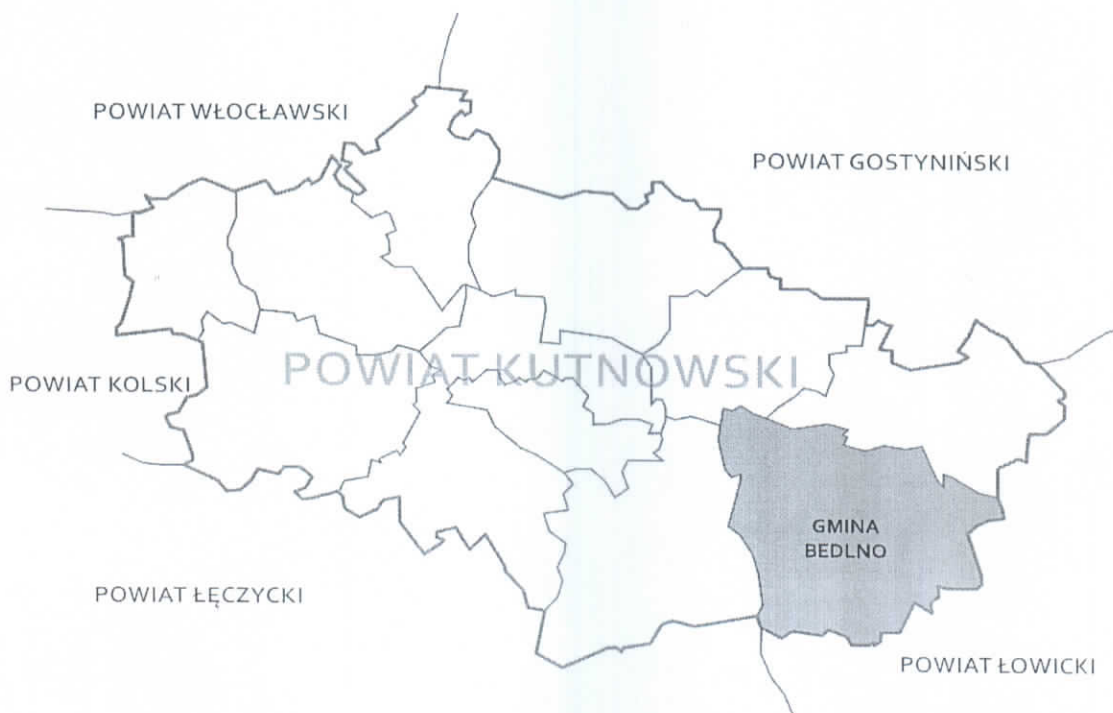 POWIAT WŁOCŁAWSKI
POWIAT GOSTYNIŃSKI
POWIAT KUTNOWSKI
POWIAT KOLSKI
GMINA
BEDLNO
POWIAT ŁĘCZYCKI
POWIAT ŁOWICKI